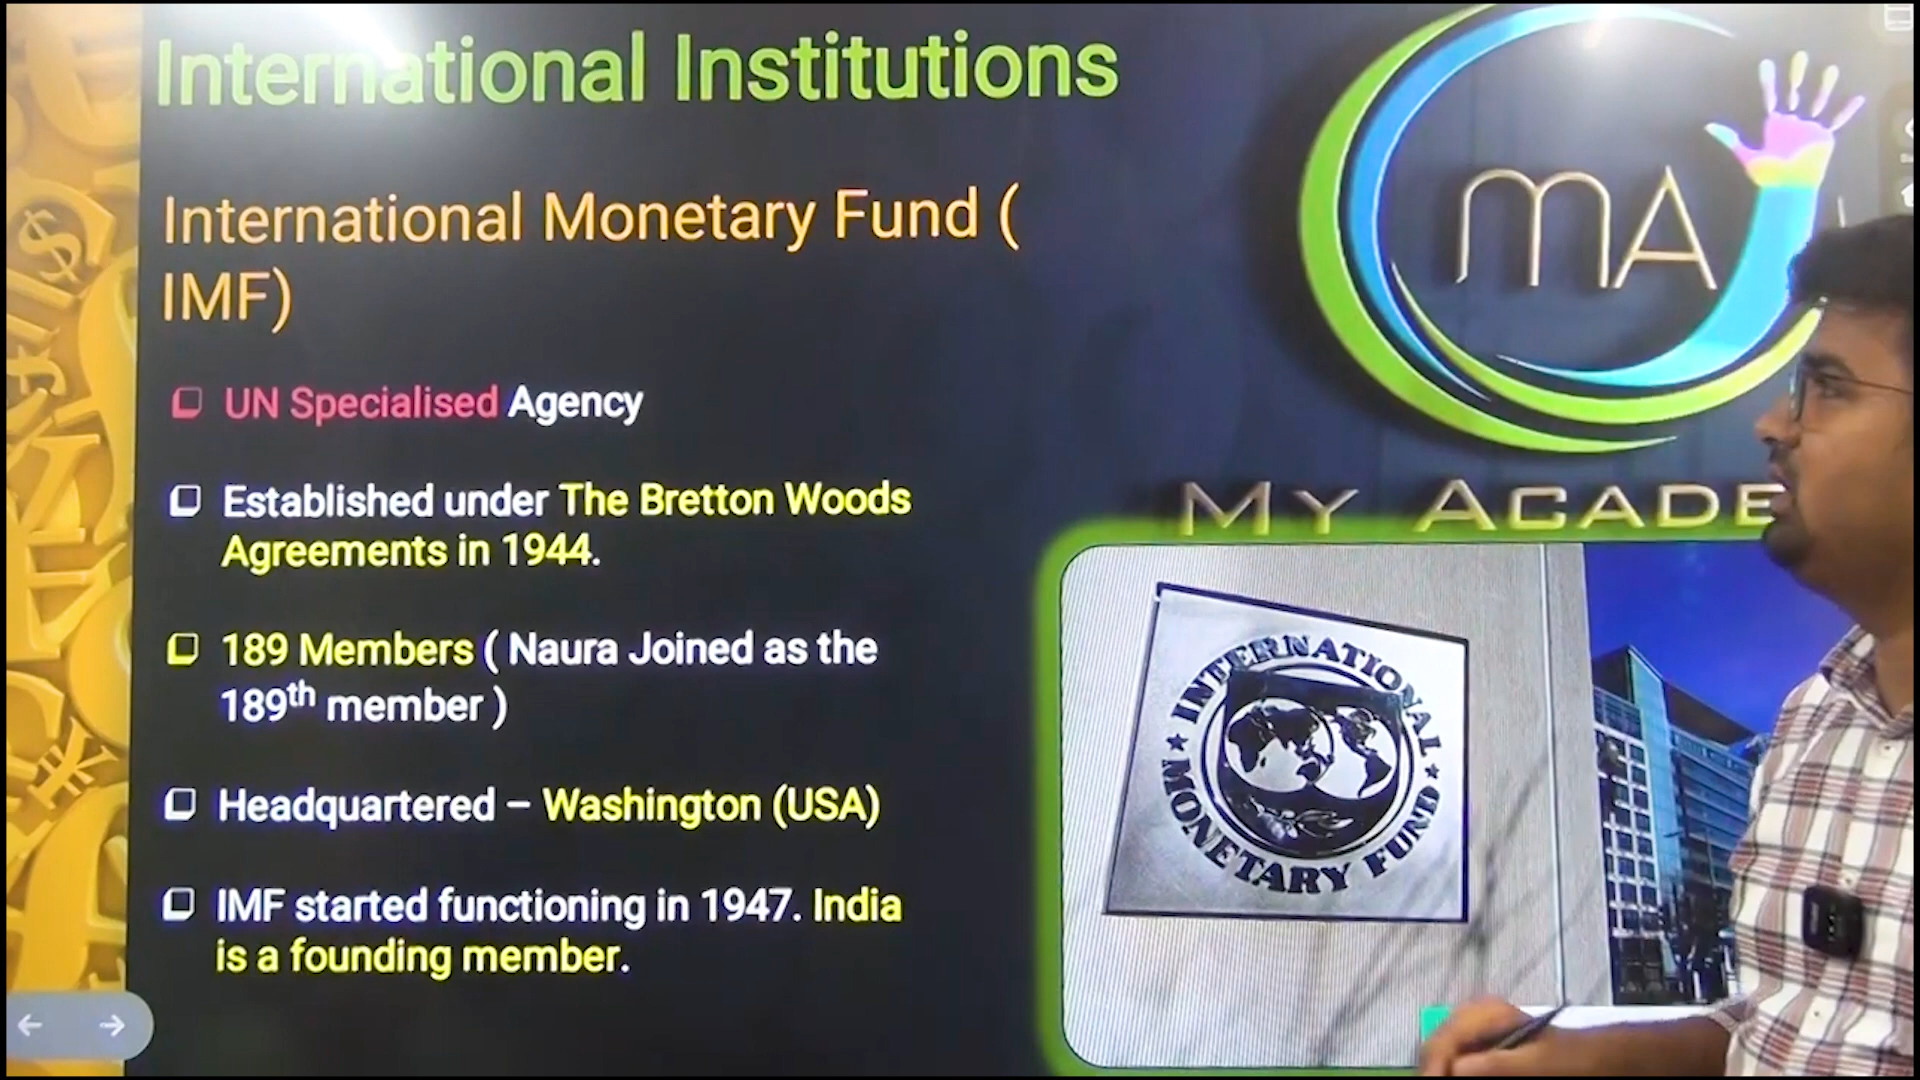 International Institutions
International Monetary Fund (
IMF)
UN Specialised Agency
Established under The Bretton Woods
Agreements in 1944.
189 Members ( Naura Joined as the
189th member )
Headquartered – Washington (USA)
IMF started functioning in 1947. India
is a founding member.
mA
MY ACADE
INTERNATIONAL
MONETARY FUND